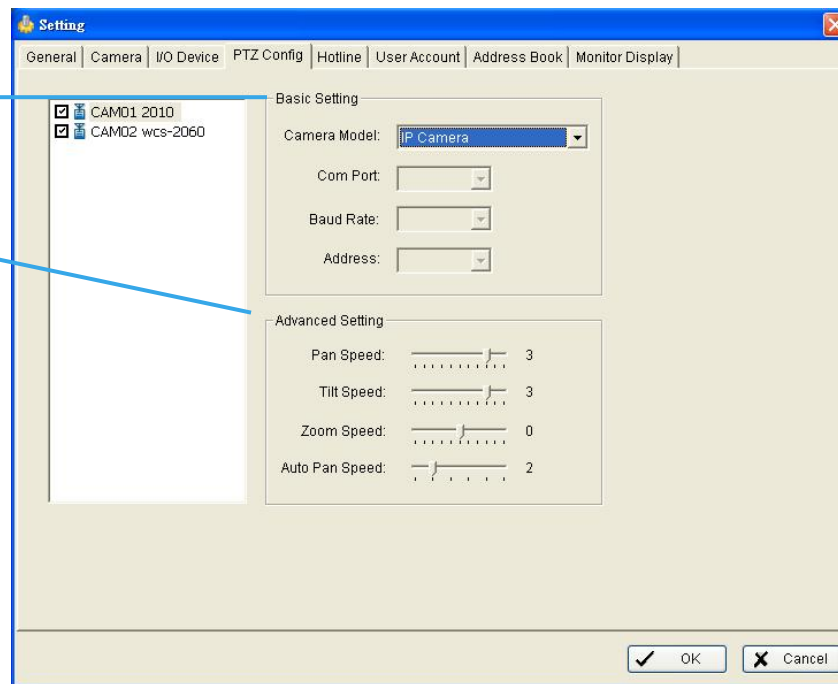 Setting
General Camera I/O Device PTZ Config Hotline User Account Address Book Monitor Display
CAM01 2010
CAM02 wcs-2060
Basic Setting
Camera Model: IP Camera
Com Port:
Baud Rate:
Address:
Advanced Setting
Pan Speed: 3
Tilt Speed: 3
Zoom Speed: 0
Auto Pan Speed: 2
OK Cancel